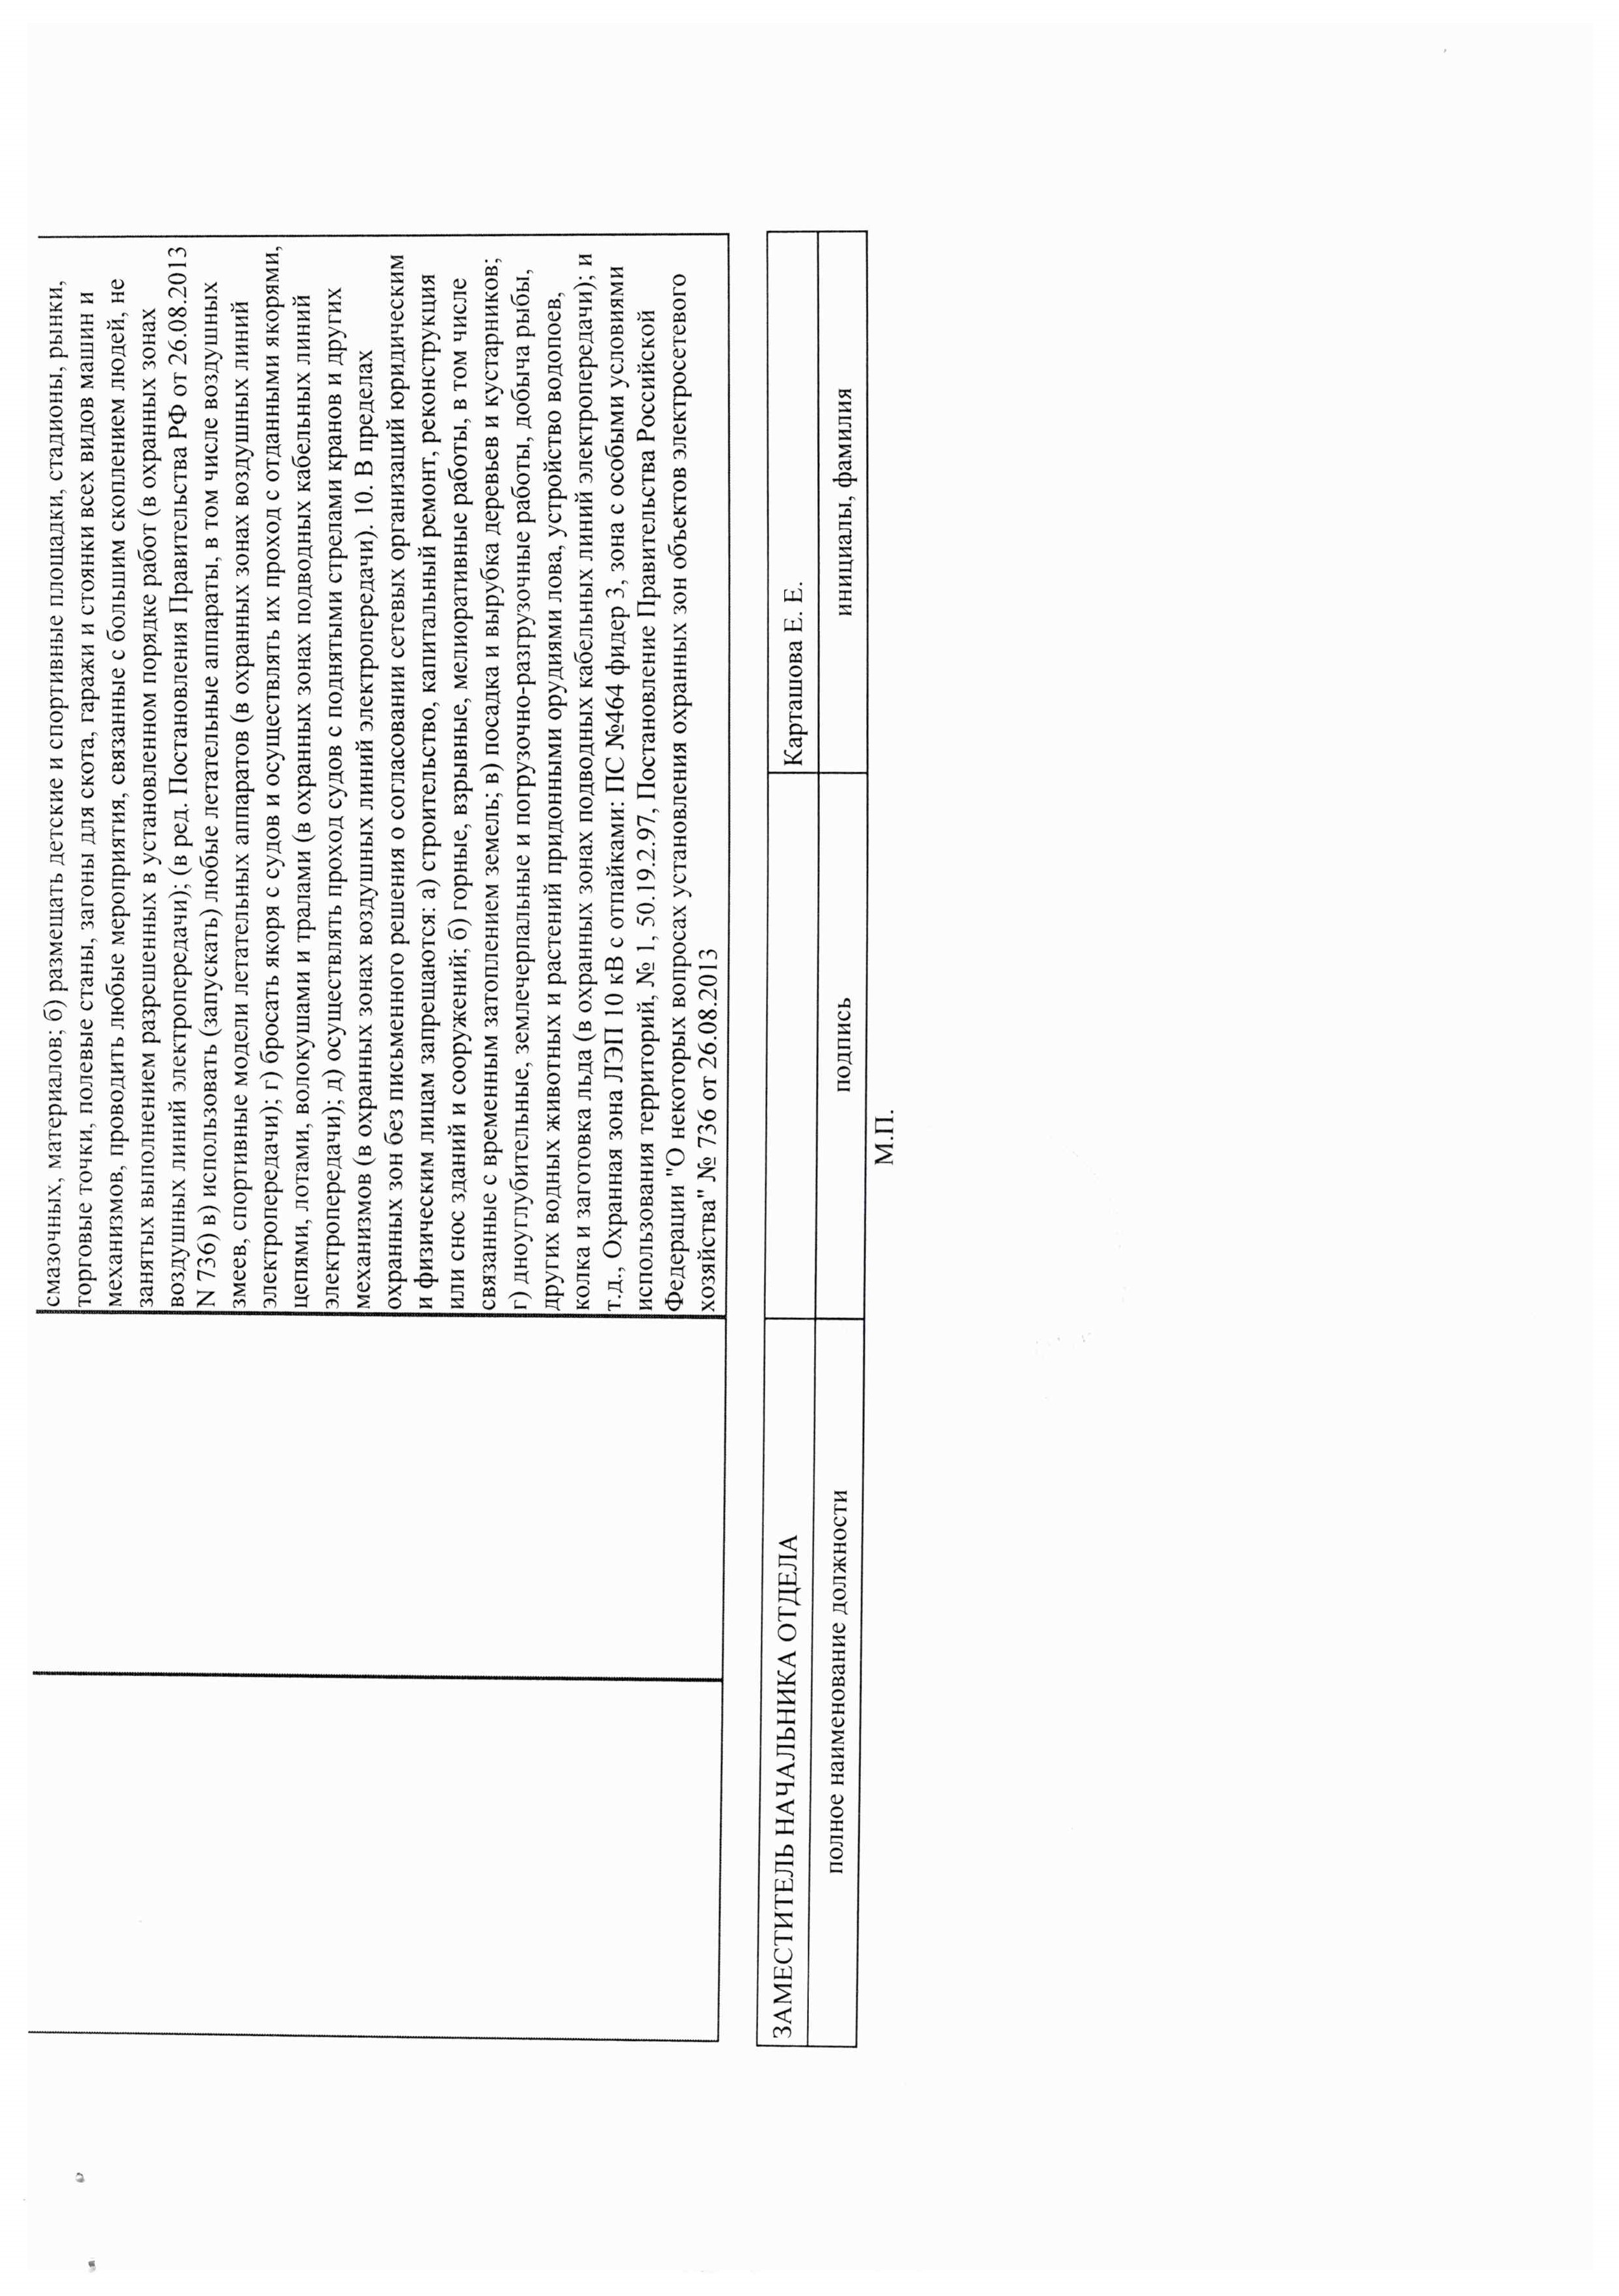 смазочных, материалов; б) размещать детские и спортивные площадки, стадионы, рынки,
торговые точки, полевые станы, загоны для скота, гаражи и стоянки всех видов машин и
механизмов, проводить любые мероприятия, связанные с большим скоплением людей, не
занятых выполнением разрешенных в установленном порядке работ (в охранных зонах
воздушных линий электропередачи); (в ред. Постановления Правительства РФ от 26.08.2013
N 736) в) использовать (запускать) любые летательные аппараты, в том числе воздушных
змеев, спортивные модели летательных аппаратов (в охранных зонах воздушных линий
электропередачи); г) бросать якоря с судов и осуществлять их проход с отданными якорями,
цепями, лотами, волокушами и тралами (в охранных зонах подводных кабельных линий
электропередачи); д) осуществлять проход судов с поднятыми стрелами кранов и других
механизмов (в охранных зонах воздушных линий электропередачи). 10. В пределах
охранных зон без письменного решения о согласовании сетевых организаций юридическим
и физическим лицам запрещаются: а) строительство, капитальный ремонт, реконструкция
или снос зданий и сооружений; б) горные, взрывные, мелиоративные работы, в том числе
связанные с временным затоплением земель; в) посадка и вырубка деревьев и кустарников;
г) дноуглубительные, землечерпальные и погрузочно-разгрузочные работы, добыча рыбы,
других водных животных и растений придонными орудиями лова, устройство водопоев,
колка и заготовка льда (в охранных зонах подводных кабельных линий электропередачи); и
т.д., Охранная зона ЛЭП 10 кВ с отпайками: ПС №464 фидер 3, зона с особыми условиями
использования территорий, № 1, 50.19.2.97, Постановление Правительства Российской
Федерации "О некоторых вопросах установления охранных зон объектов электросетевого
хозяйства" № 736 от 26.08.2013
ЗАМЕСТИТЕЛЬ НАЧАЛЬНИКА ОТДЕЛА Карташова Е. Е.
полное наименование должности подпись инициалы, фамилия
М.П.